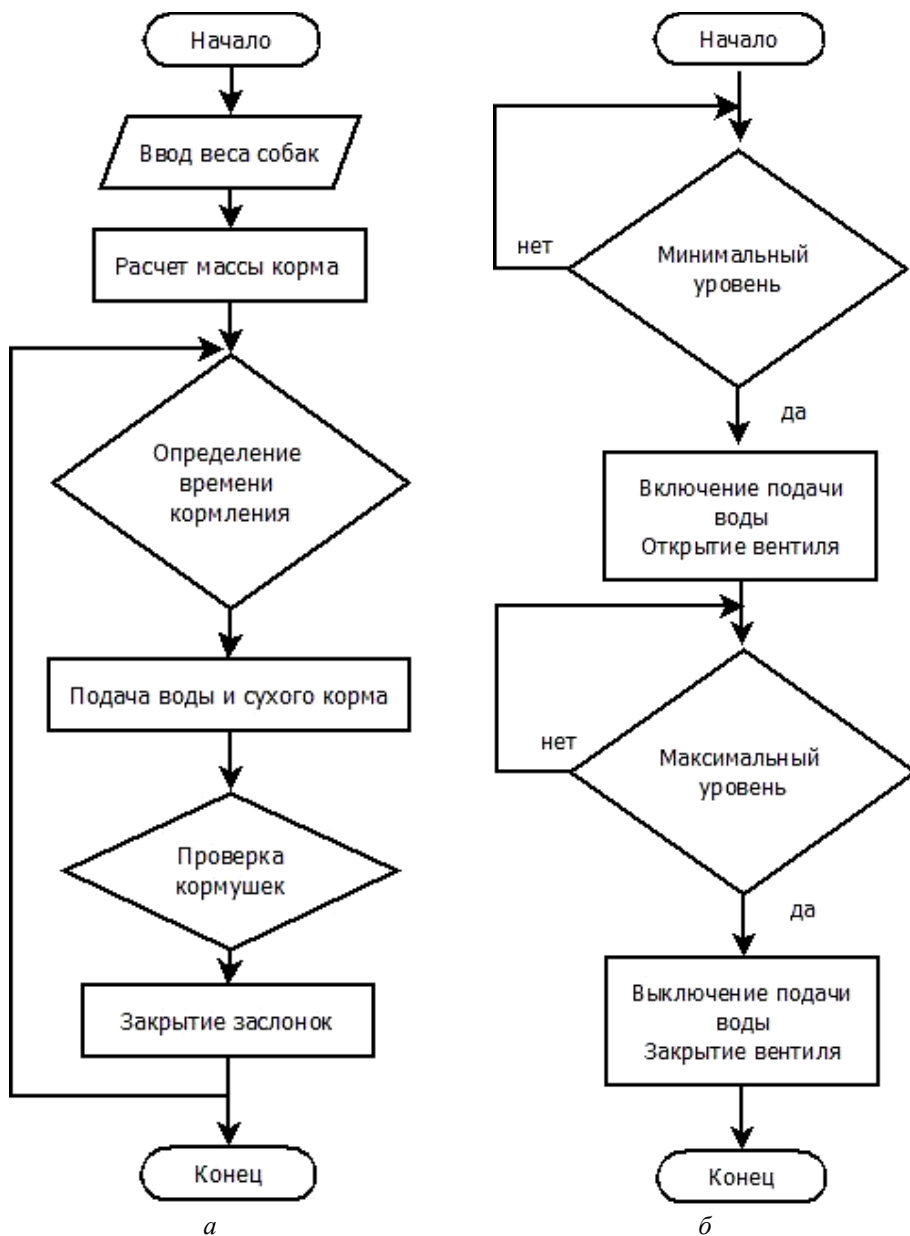 Начало
Ввод веса собак
Расчет массы корма
Определение
времени
кормления
Подача воды и сухого корма
Проверка
кормушек
Закрытие заслонок
Конец
а
Начало
нет
Минимальный
уровень
да
Включение подачи
воды
Открытие вентиля
нет
Максимальный
уровень
да
Выключение подачи
воды
Закрытие вентиля
Конец
б